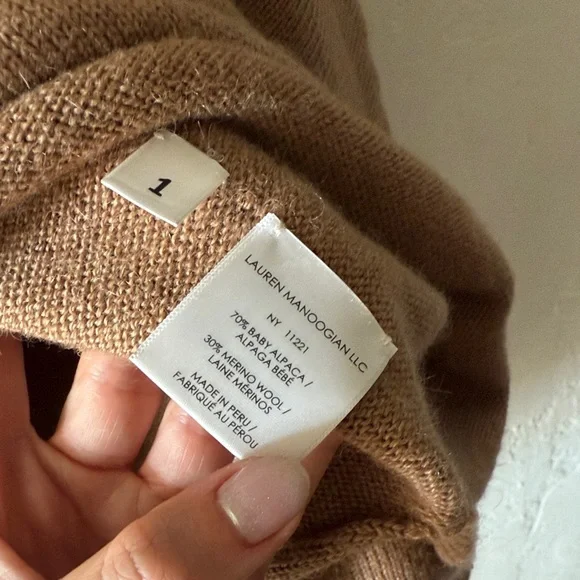 1
LAUREN MANOOGIAN LLC
NY 11221
70% BABY ALPACA /
ALPAGA BÉBÉ
30% MERINO WOOL /
LAINE MÉRINOS
MADE IN PERU /
FABRIQUÉ AU PÉROU